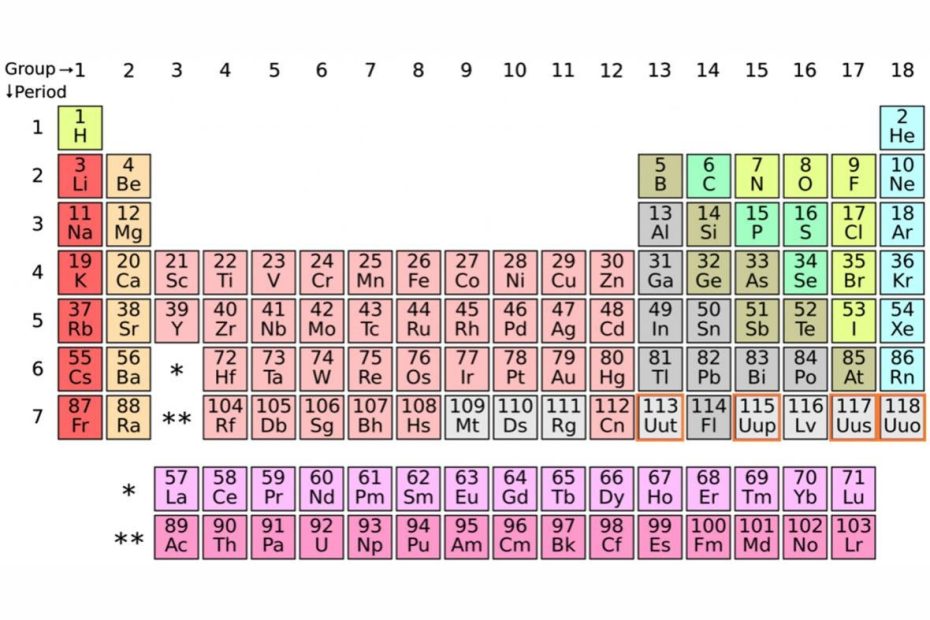 Group→1 2 3 4 5 6 7 8 9 10 11 12 13 14 15 16 17 18
↓Period
1 1 2
H He
2 3 4 5 6 7 8 9 10
Li Be B C N O F Ne
3 11 12 13 14 15 16 17 18
Na Mg Al Si P S Cl Ar
4 19 20 21 22 23 24 25 26 27 28 29 30 31 32 33 34 35 36
K Ca Sc Ti V Cr Mn Fe Co Ni Cu Zn Ga Ge As Se Br Kr
5 37 38 39 40 41 42 43 44 45 46 47 48 49 50 51 52 53 54
Rb Sr Y Zr Nb Mo Tc Ru Rh Pd Ag Cd In Sn Sb Te I Xe
6 55 56 * 72 73 74 75 76 77 78 79 80 81 82 83 84 85 86
Cs Ba Hf Ta W Re Os Ir Pt Au Hg Tl Pb Bi Po At Rn
7 87 88 ** 104 105 106 107 108 109 110 111 112 113 114 115 116 117 118
Fr Ra Rf Db Sg Bh Hs Mt Ds Rg Cn Uut Fl Uup Lv Uus Uuo
* 57 58 59 60 61 62 63 64 65 66 67 68 69 70 71
La Ce Pr Nd Pm Sm Eu Gd Tb Dy Ho Er Tm Yb Lu
** 89 90 91 92 93 94 95 96 97 98 99 100 101 102 103
Ac Th Pa U Np Pu Am Cm Bk Cf Es Fm Md No Lr